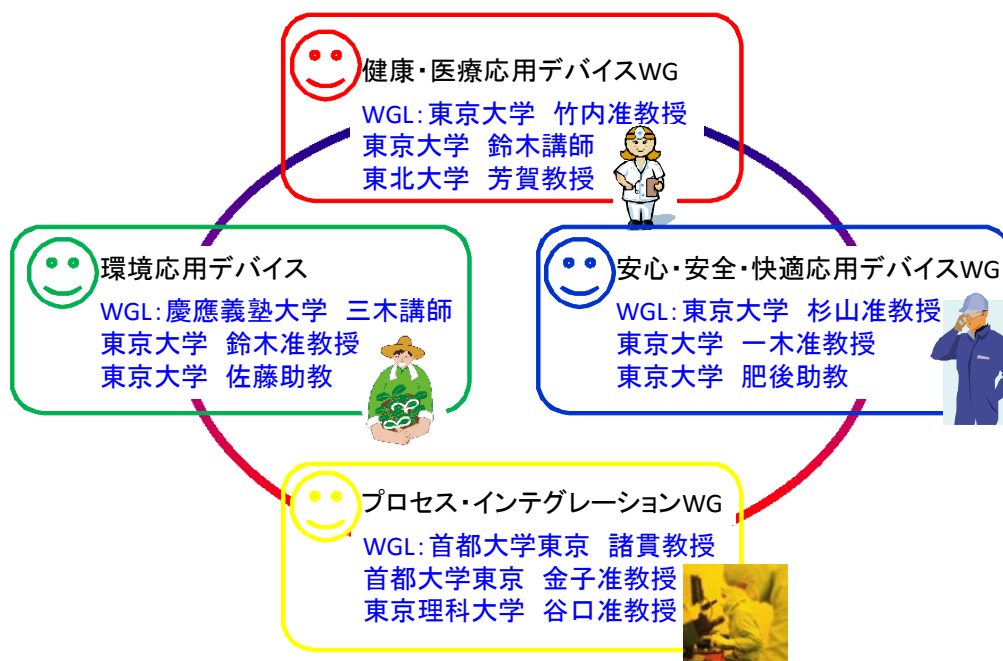 健康・医療応用デバイスWG
WGL:東京大学 竹内准教授
東京大学 鈴木講師
東北大学 芳賀教授
環境応用デバイス
WGL:慶應義塾大学 三木講師
東京大学 鈴木准教授
東京大学 佐藤助教
安心・安全・快適応用デバイスWG
WGL:東京大学 杉山准教授
東京大学 一木准教授
東京大学 肥後助教
プロセス・インテグレーションWG
WGL:首都大学東京 諸貫教授
首都大学東京 金子准教授
東京理科大学 谷口准教授